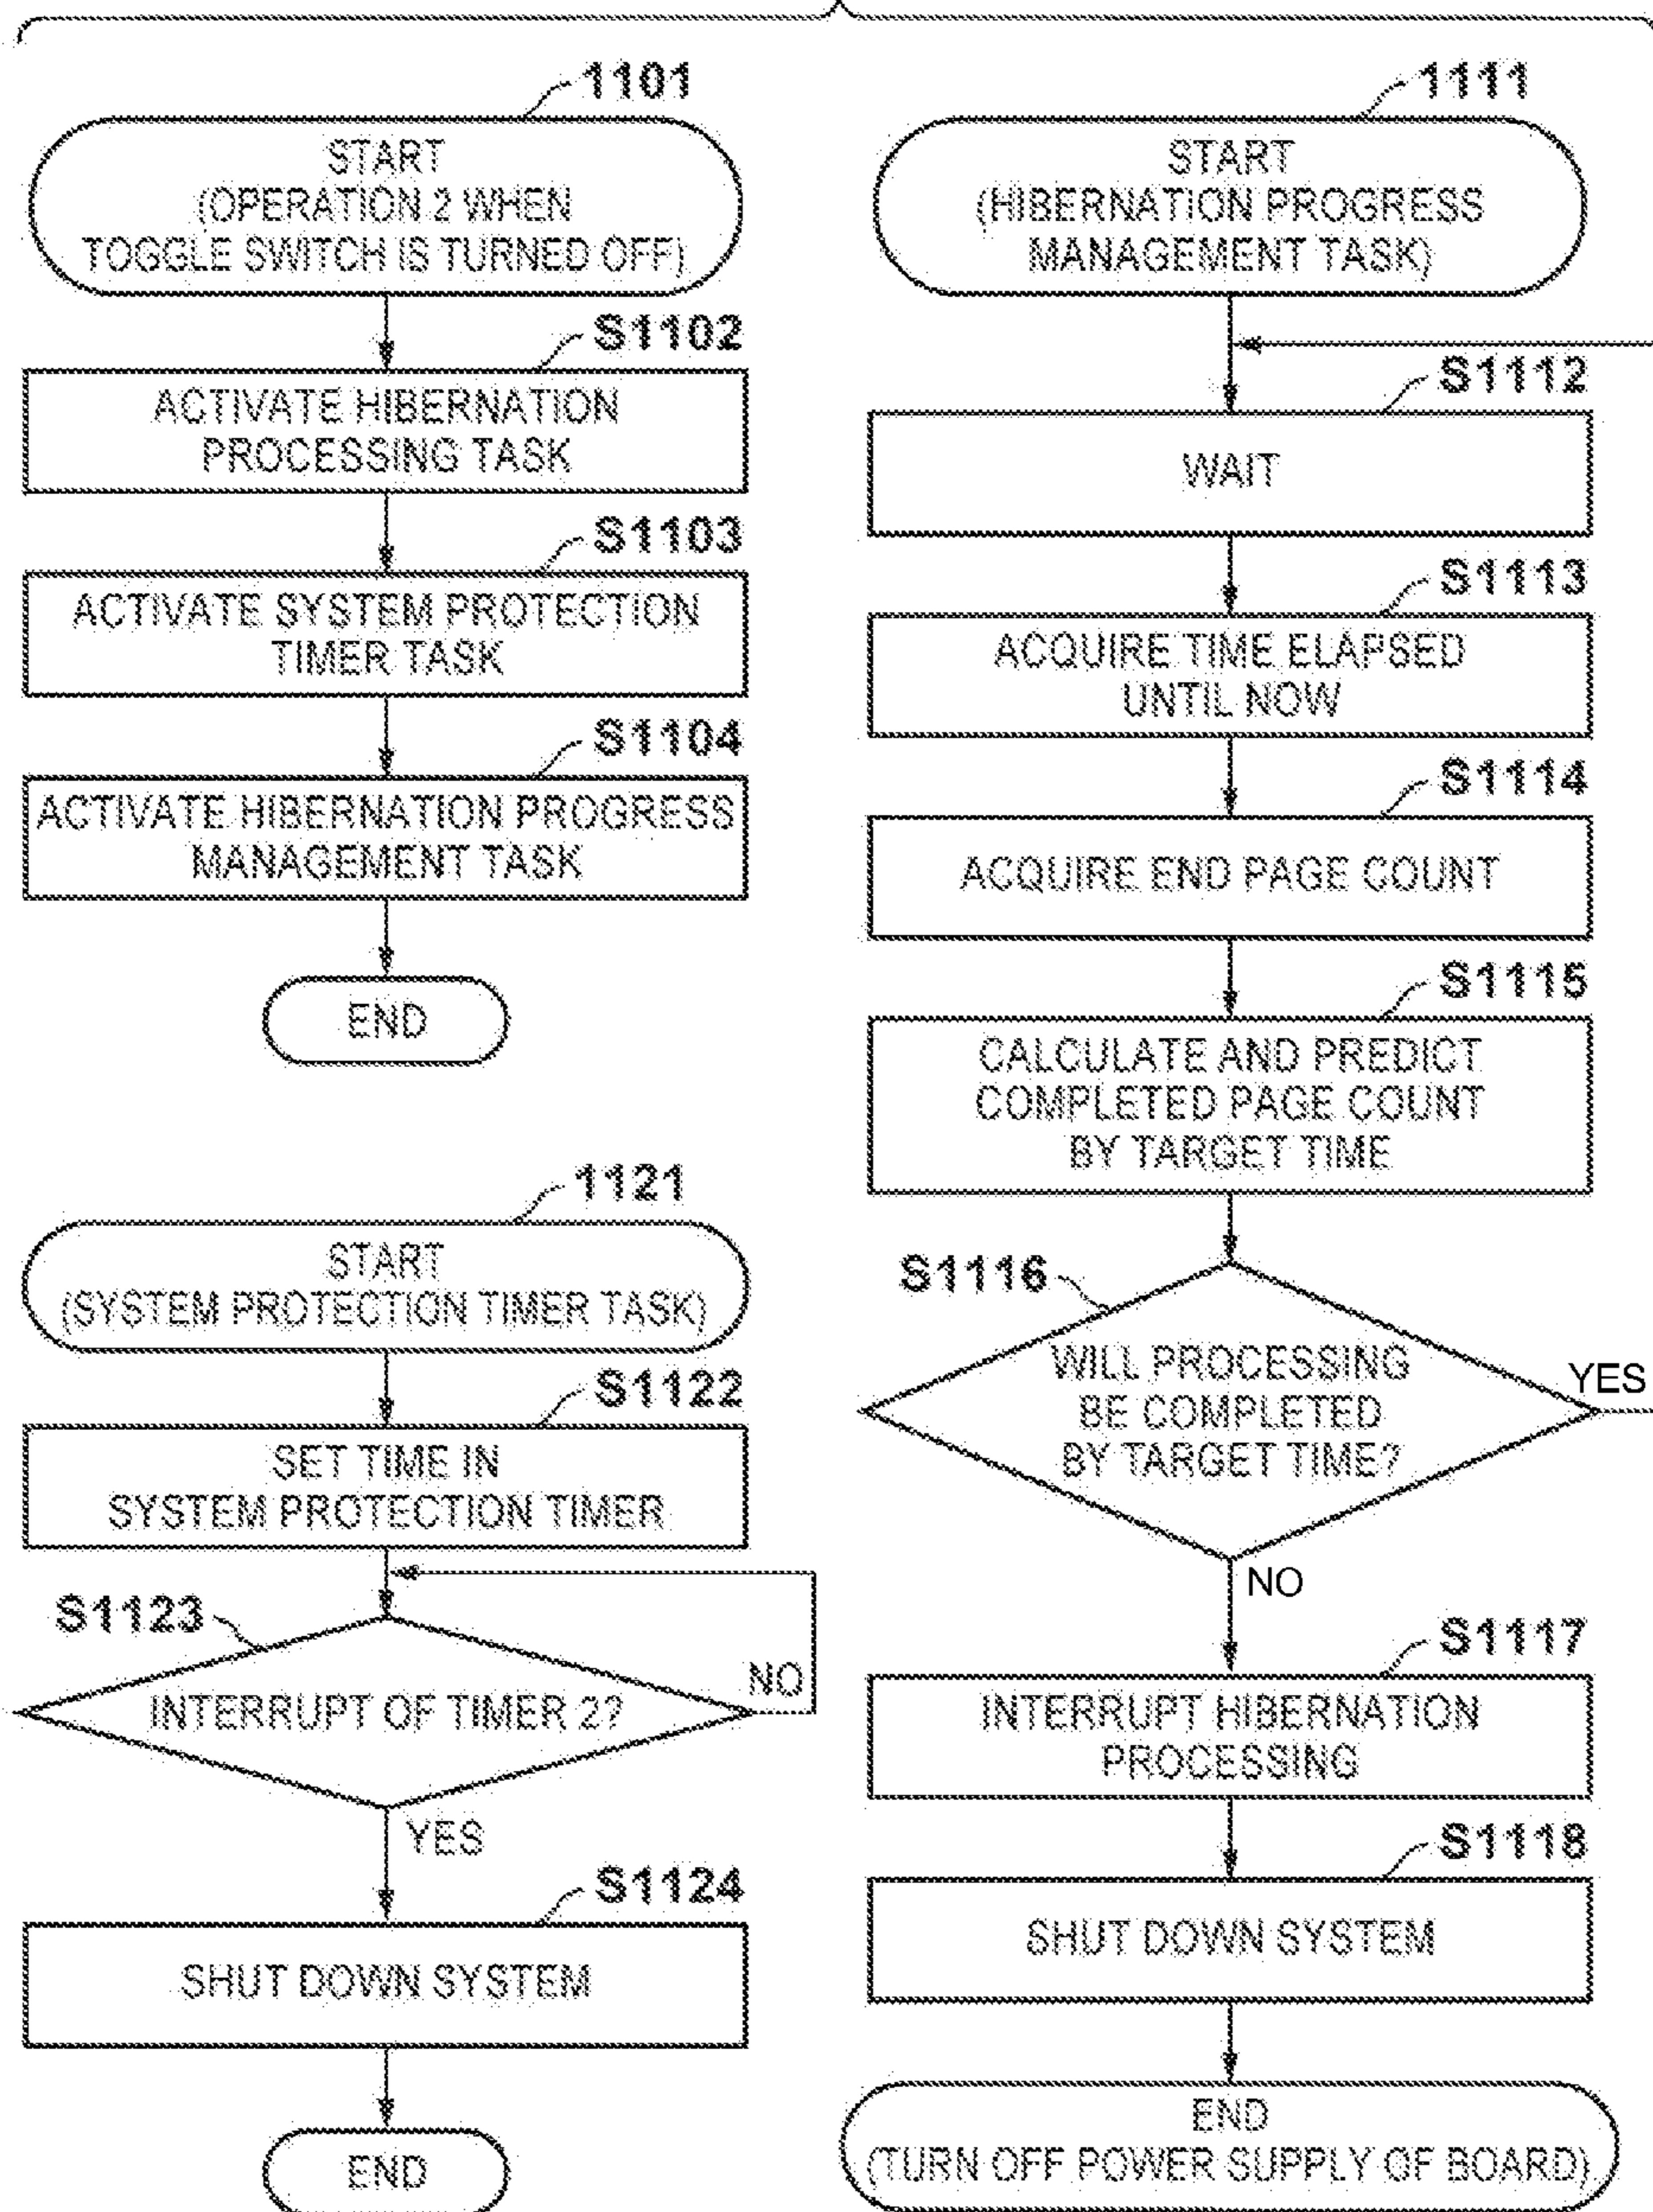 1101
START
(OPERATION 2 WHEN
TOGGLE SWITCH IS TURNED OFF)
S1102
ACTIVATE HIBERNATION
PROCESSING TASK
S1103
ACTIVATE SYSTEM PROTECTION
TIMER TASK
S1104
ACTIVATE HIBERNATION PROGRESS
MANAGEMENT TASK
END
1121
START
(SYSTEM PROTECTION TIMER TASK)
S1122
SET TIME IN
SYSTEM PROTECTION TIMER
S1123
INTERRUPT OF TIMER 2?
NO
YES
S1124
SHUT DOWN SYSTEM
END
1111
START
(HIBERNATION PROGRESS
MANAGEMENT TASK)
S1112
WAIT
S1113
ACQUIRE TIME ELAPSED
UNTIL NOW
S1114
ACQUIRE END PAGE COUNT
S1115
CALCULATE AND PREDICT
COMPLETED PAGE COUNT
BY TARGET TIME
S1116
WILL PROCESSING
BE COMPLETED
BY TARGET TIME?
YES
NO
S1117
INTERRUPT HIBERNATION
PROCESSING
S1118
SHUT DOWN SYSTEM
END
(TURN OFF POWER SUPPLY OF BOARD)